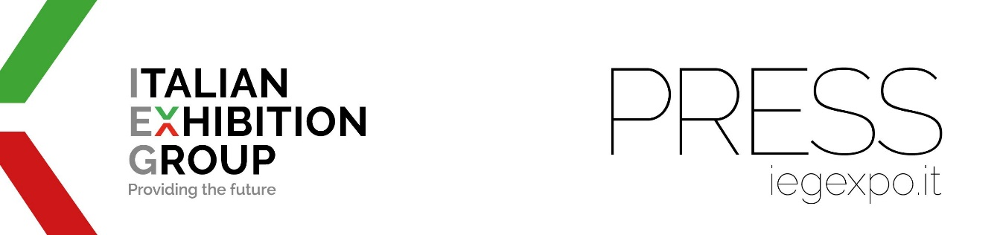 ITALIAN
EXHIBITION
GROUP
Providing the future
PRESS
iegexpo.it